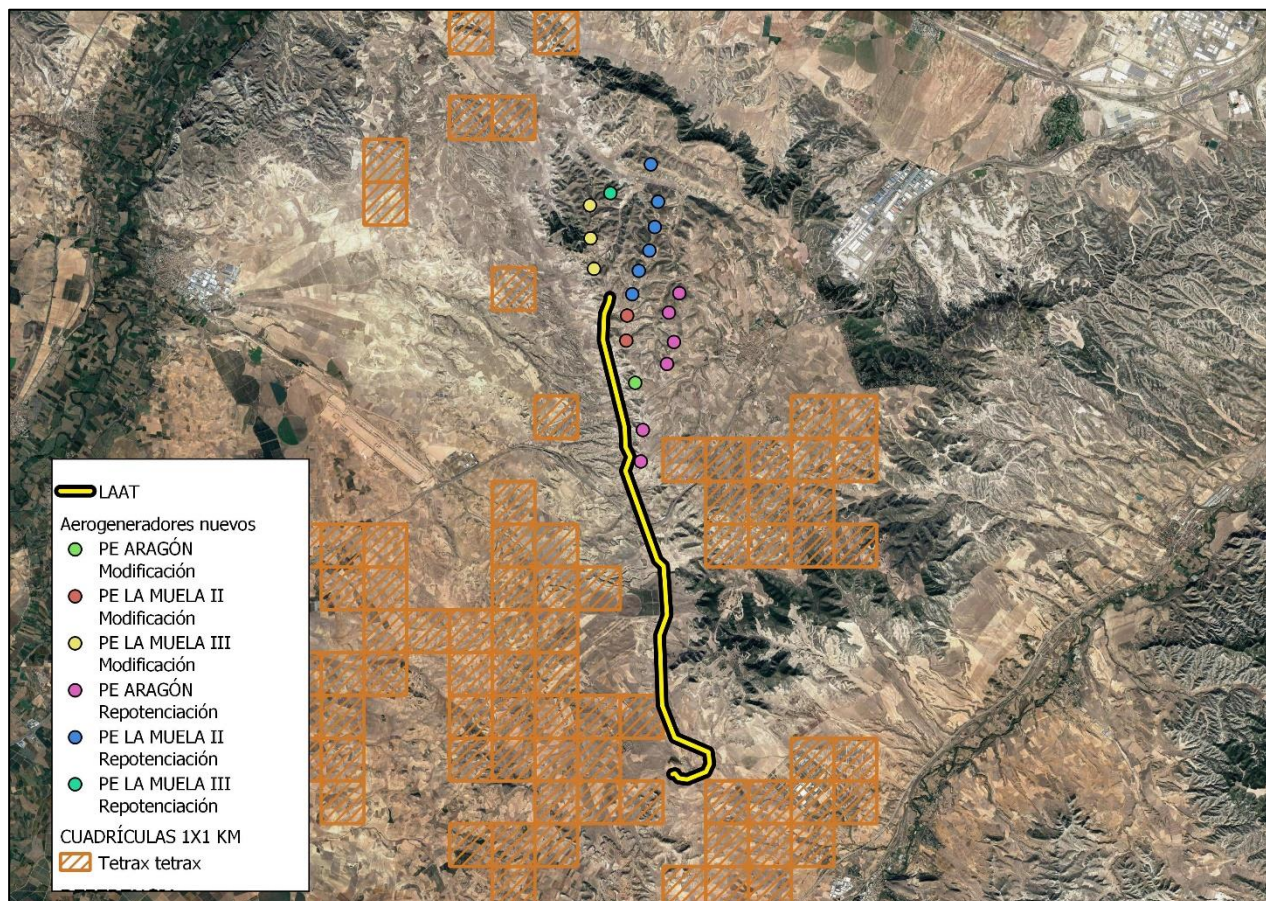 LAAT
Aerogeneradores nuevos
PE ARAGÓN
Modificación
PE LA MUELA II
Modificación
PE LA MUELA III
Modificación
PE ARAGÓN
Repotenciación
PE LA MUELA II
Repotenciación
PE LA MUELA III
Repotenciación
CUADRÍCULAS 1X1 KM
Tetrax tetrax